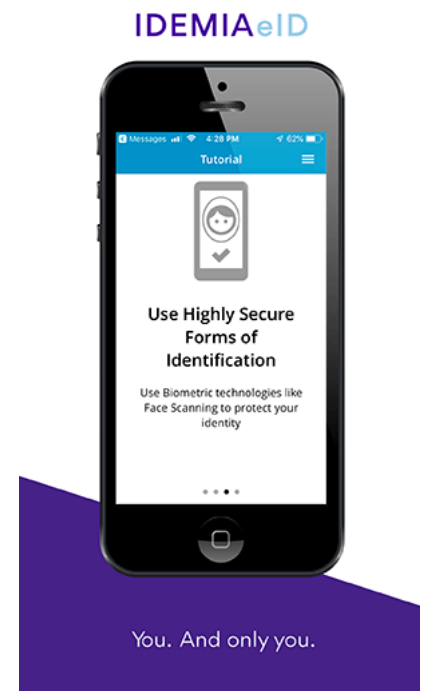 IDEMIAeID
Messages 4:28 PM 62%
Tutorial
Use Highly Secure
Forms of
Identification
Use Biometric technologies like
Face Scanning to protect your
identity
You. And only you.